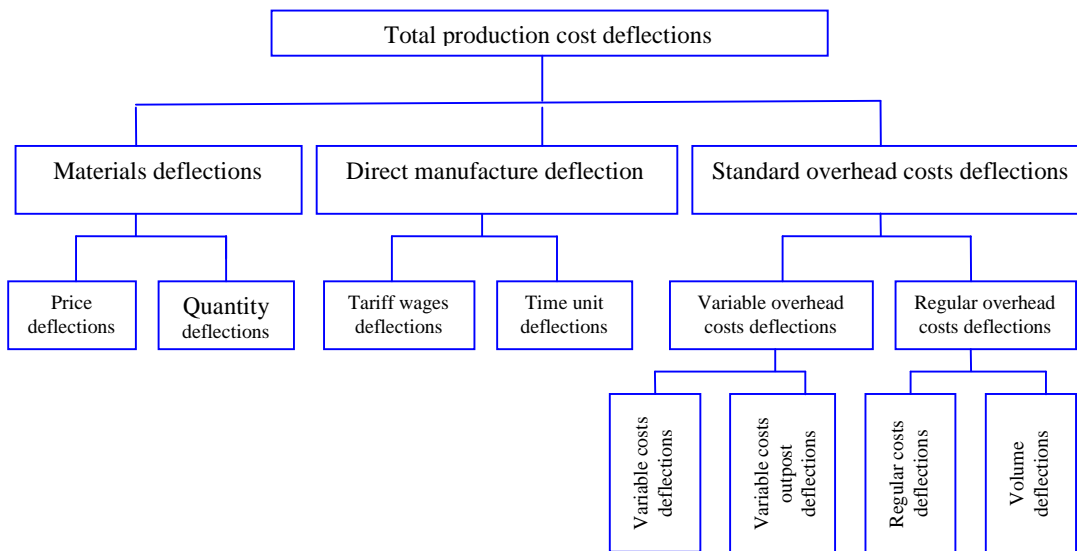 Total production cost deflections
Materials deflections
Direct manufacture deflection
Standard overhead costs deflections
Price
deflections
Quantity
deflections
Tariff wages
deflections
Time unit
deflections
Variable overhead
costs deflections
Regular overhead
costs deflections
Variable costs
deflections
Variable costs
outpost
deflections
Regular costs
deflections
Volume
deflections